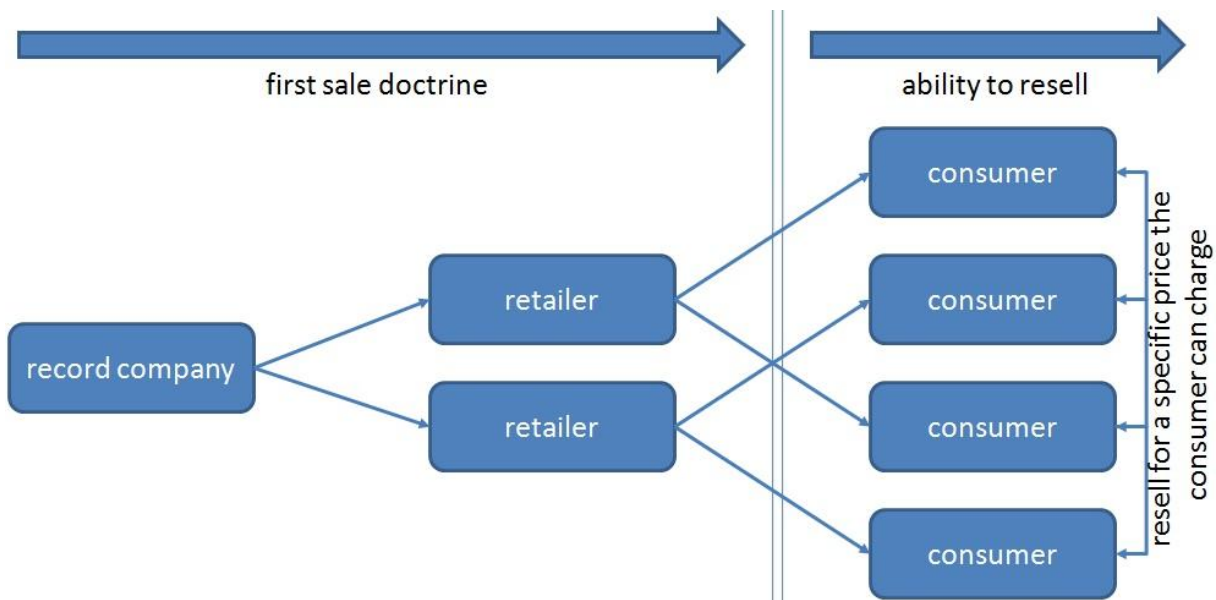 first sale doctrine
ability to resell
consumer
retailer
consumer
record company
retailer
consumer
consumer
resell for a specific price the
consumer can charge